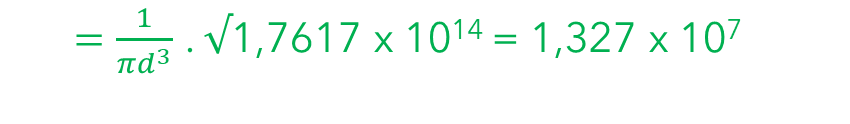 = 1/πd³ . √1,7617 x 10¹⁴ = 1,327 x 10⁷